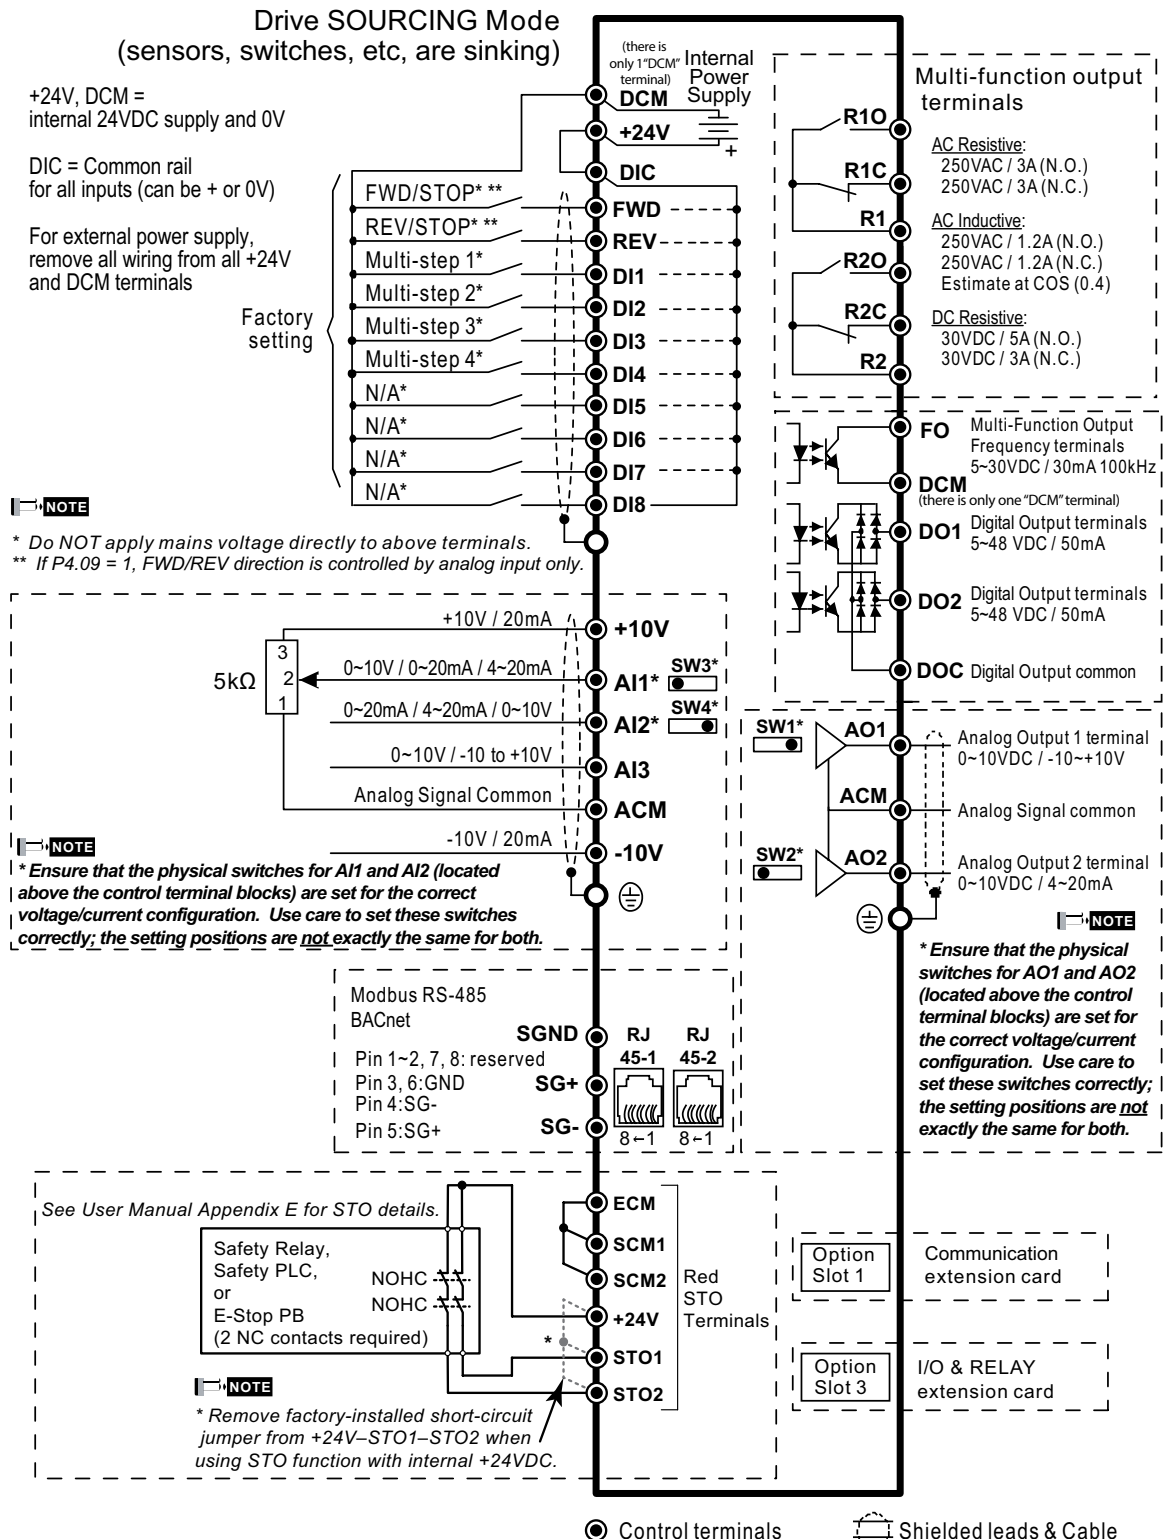 Drive SOURCING Mode
(sensors, switches, etc, are sinking)
+24V, DCM =
internal 24VDC supply and 0V
DIC = Common rail
for all inputs (can be + or 0V)
For external power supply,
remove all wiring from all +24V
and DCM terminals
Factory
setting
FWD/STOP* **
REV/STOP* **
Multi-step 1*
Multi-step 2*
Multi-step 3*
Multi-step 4*
N/A*
N/A*
N/A*
N/A*
(there is
only 1"DCM"
terminal)
Internal
Power
Supply
DCM
+24V
+
DIC
FWD
REV
DI1
DI2
DI3
DI4
DI5
DI6
DI7
DI8
NOTE
* Do NOT apply mains voltage directly to above terminals.
** If P4.09 = 1, FWD/REV direction is controlled by analog input only.
Multi-function output
terminals
R1O
R1C
R1
R2O
R2C
R2
AC Resistive:
250VAC / 3A (N.O.)
250VAC / 3A (N.C.)
AC Inductive:
250VAC / 1.2A (N.O.)
250VAC / 1.2A (N.C.)
Estimate at COS (0.4)
DC Resistive:
30VDC / 5A (N.O.)
30VDC / 3A (N.C.)
FO
Multi-Function Output
Frequency terminals
5~30VDC / 30mA 100kHz
DCM
(there is only one "DCM" terminal)
DO1
Digital Output terminals
5~48 VDC / 50mA
DO2
Digital Output terminals
5~48 VDC / 50mA
DOC Digital Output common
5kΩ
3
2
1
+10V / 20mA
0~10V / 0~20mA / 4~20mA
0~20mA / 4~20mA / 0~10V
0~10V / -10 to +10V
Analog Signal Common
-10V / 20mA
+10V
AI1*
SW3*
AI2*
SW4*
AI3
ACM
-10V
NOTE
* Ensure that the physical switches for AI1 and AI2 (located
above the control terminal blocks) are set for the correct
voltage/current configuration. Use care to set these switches
correctly; the setting positions are not exactly the same for both.
SW1*
AO1
Analog Output 1 terminal
0~10VDC / -10~+10V
ACM
Analog Signal common
SW2*
AO2
Analog Output 2 terminal
0~10VDC / 4~20mA
NOTE
* Ensure that the physical
switches for AO1 and AO2
(located above the control
terminal blocks) are set for
the correct voltage/current
configuration. Use care to
set these switches correctly;
the setting positions are not
exactly the same for both.
Modbus RS-485
BACnet
Pin 1~2, 7, 8: reserved
Pin 3, 6:GND
Pin 4:SG-
Pin 5:SG+
SGND
SG+
SG-
RJ
45-1
RJ
45-2
8←1
8←1
See User Manual Appendix E for STO details.
Safety Relay,
Safety PLC,
or
E-Stop PB
(2 NC contacts required)
NOHC
NOHC
ECM
SCM1
SCM2
+24V
*
STO1
STO2
Red
STO
Terminals
NOTE
* Remove factory-installed short-circuit
jumper from +24V–STO1–STO2 when
using STO function with internal +24VDC.
Option
Slot 1
Communication
extension card
Option
Slot 3
I/O & RELAY
extension card
Control terminals
Shielded leads & Cable